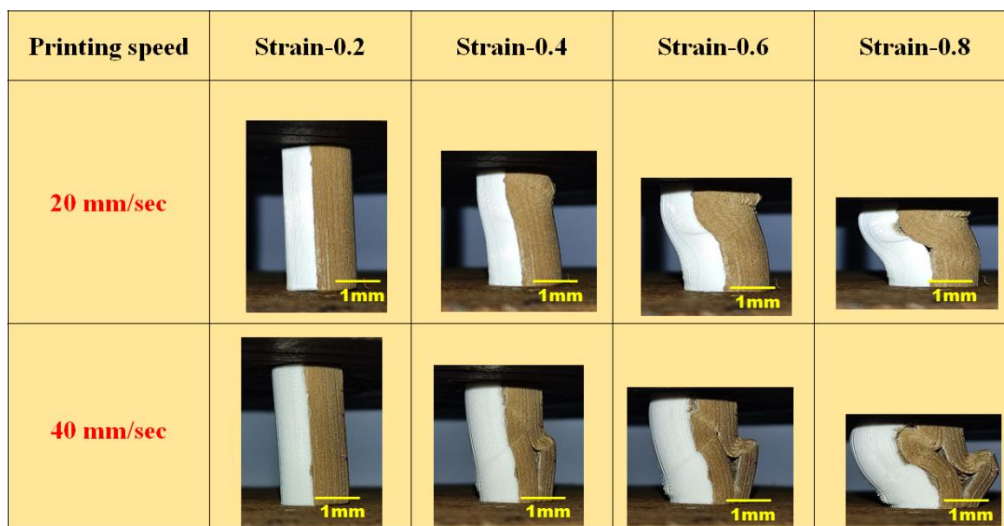 Printing speed Strain-0.2 Strain-0.4 Strain-0.6 Strain-0.8
20 mm/sec
1mm 1mm 1mm 1mm
40 mm/sec
1mm 1mm 1mm 1mm